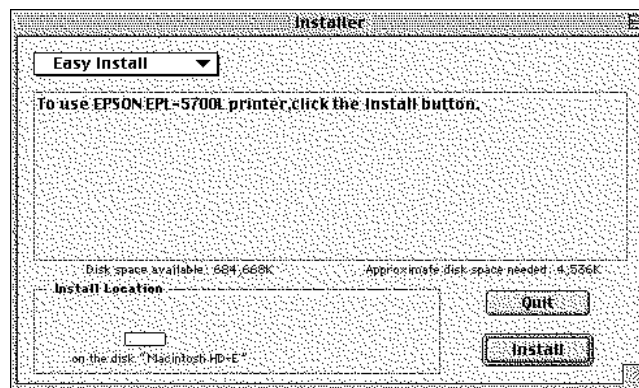 Installer
Easy Install
To use EPSON EPL-5700L printer,click the Install button.
Disk space available: 684,668K Approximate disk space needed: 4,536K
Install Location
Quit
on the disk "Macintosh HD-E"
Install